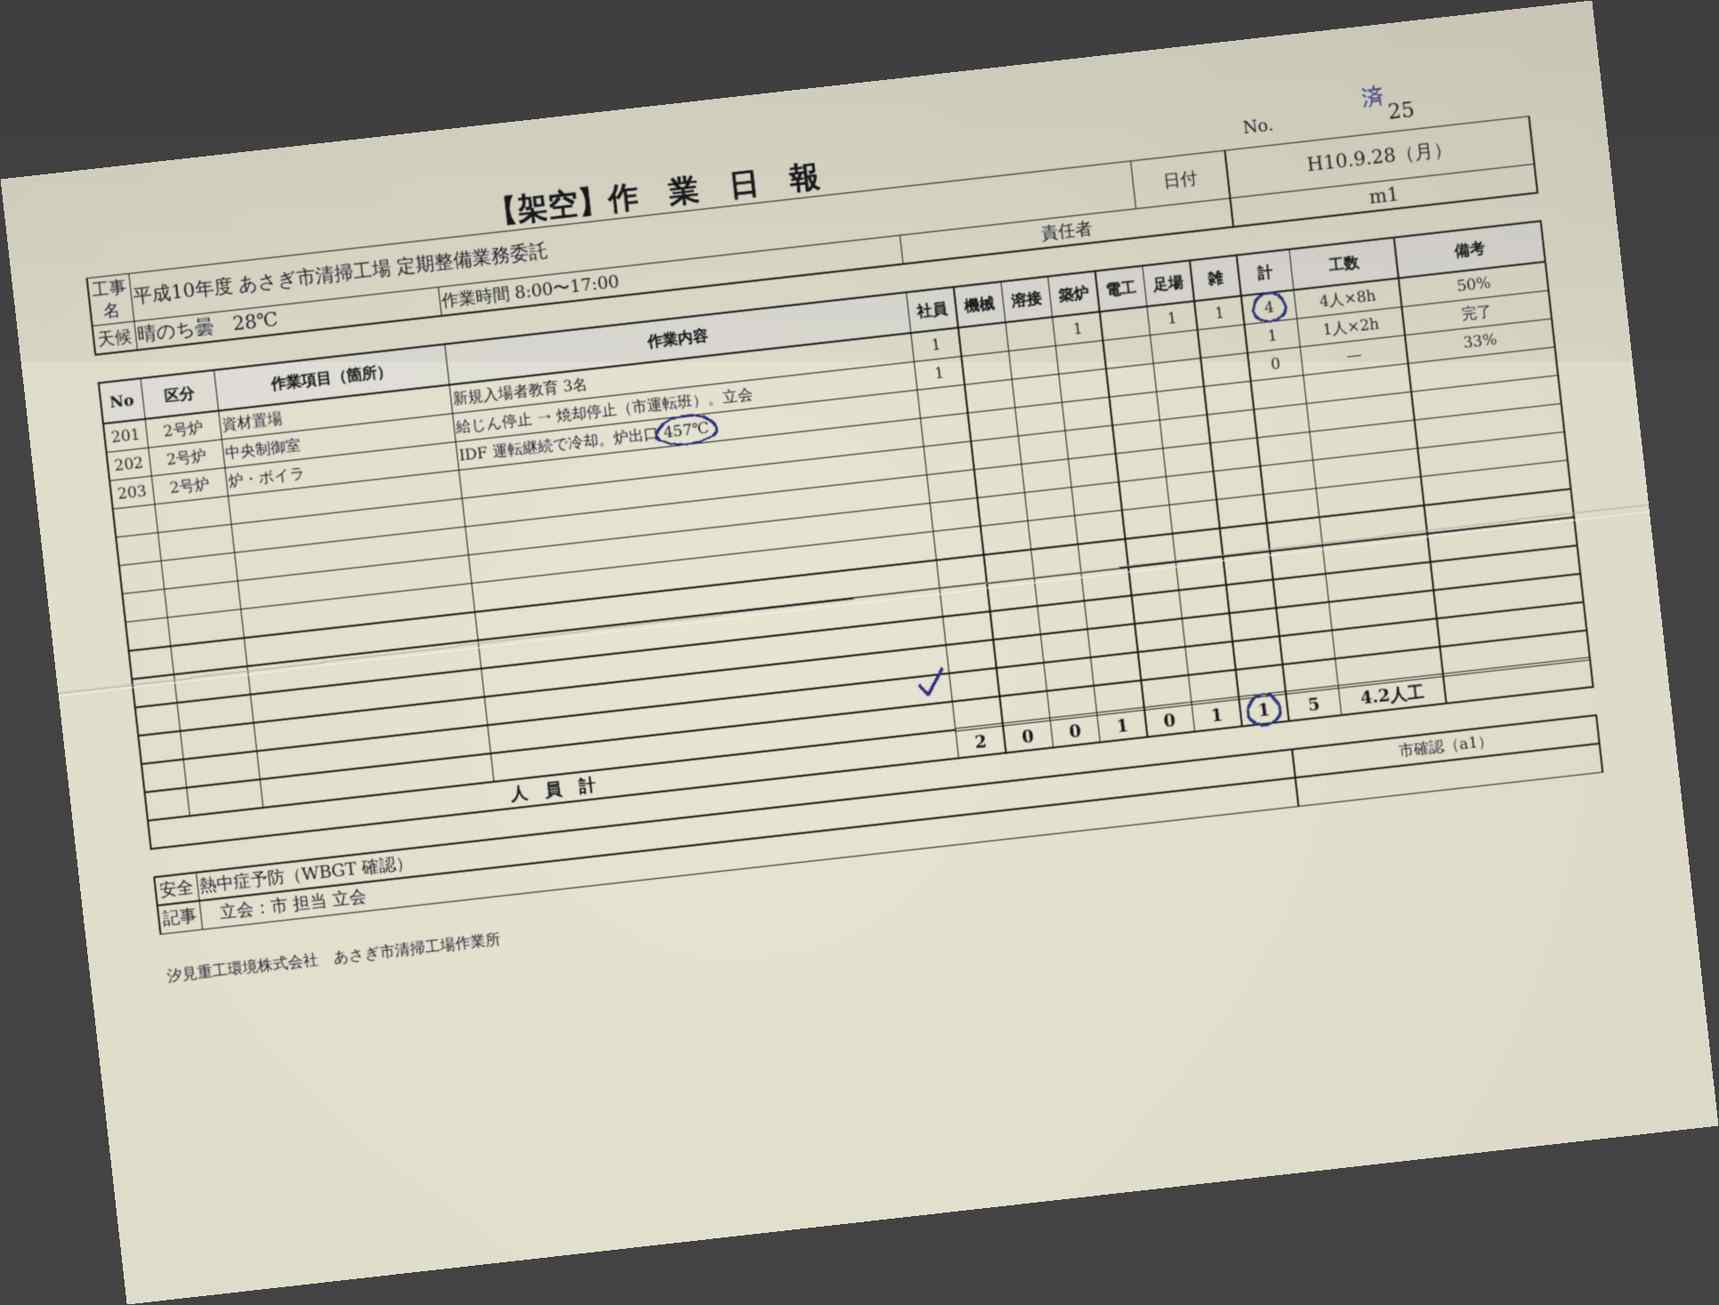 済
No. 25
【架空】作 業 日 報
工事名 平成10年度 あさぎ市清掃工場 定期整備業務委託 日付 H10.9.28（月）
天候 晴のち曇 28℃ 作業時間 8:00〜17:00 責任者 m1
No 区分 作業項目（箇所） 作業内容 社員 機械 溶接 築炉 電工 足場 雑 計 工数 備考
201 2号炉 資材置場 新規入場者教育 3名 1 1 1 1 4 4人×8h 50%
202 2号炉 中央制御室 給じん停止 → 焼却停止（市運転班）。立会 1 1 1人×2h 完了
203 2号炉 炉・ボイラ IDF 運転継続で冷却。炉出口 457℃ 0 — 33%
人 員 計 2 0 0 1 0 1 1 5 4.2人工
安全 熱中症予防（WBGT 確認） 市確認（a1）
記事 立会：市 担当 立会
汐見重工環境株式会社 あさぎ市清掃工場作業所